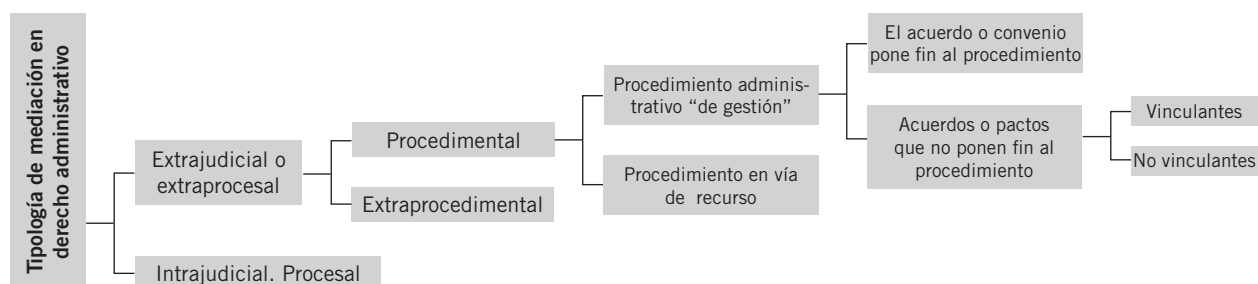 Tipología de mediación en
derecho administrativo
Extrajudicial o
extraprocesal
Intrajudicial. Procesal
Procedimental
Extraprocedimental
Procedimiento adminis-
trativo “de gestión”
Procedimiento en vía
de recurso
El acuerdo o convenio
pone fin al procedimiento
Acuerdos o pactos
que no ponen fin al
procedimiento
Vinculantes
No vinculantes